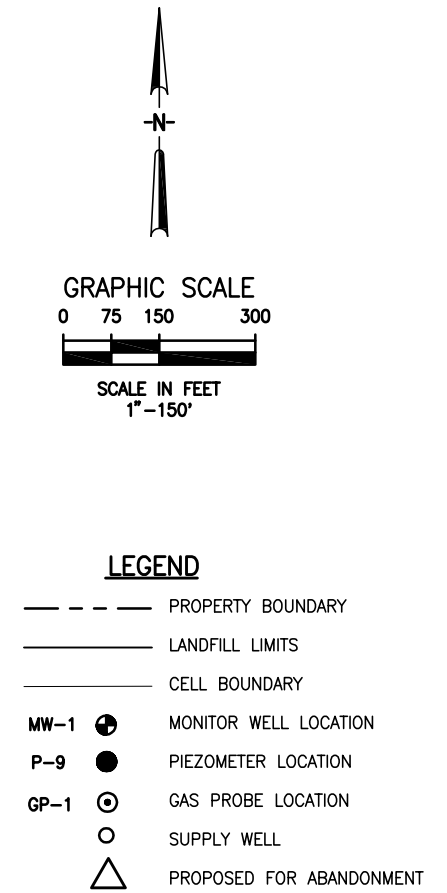 -N-
GRAPHIC SCALE
0 75 150 300
SCALE IN FEET
1"-150'
LEGEND
PROPERTY BOUNDARY
LANDFILL LIMITS
CELL BOUNDARY
MW-1 MONITOR WELL LOCATION
P-9 PIEZOMETER LOCATION
GP-1 GAS PROBE LOCATION
SUPPLY WELL
PROPOSED FOR ABANDONMENT